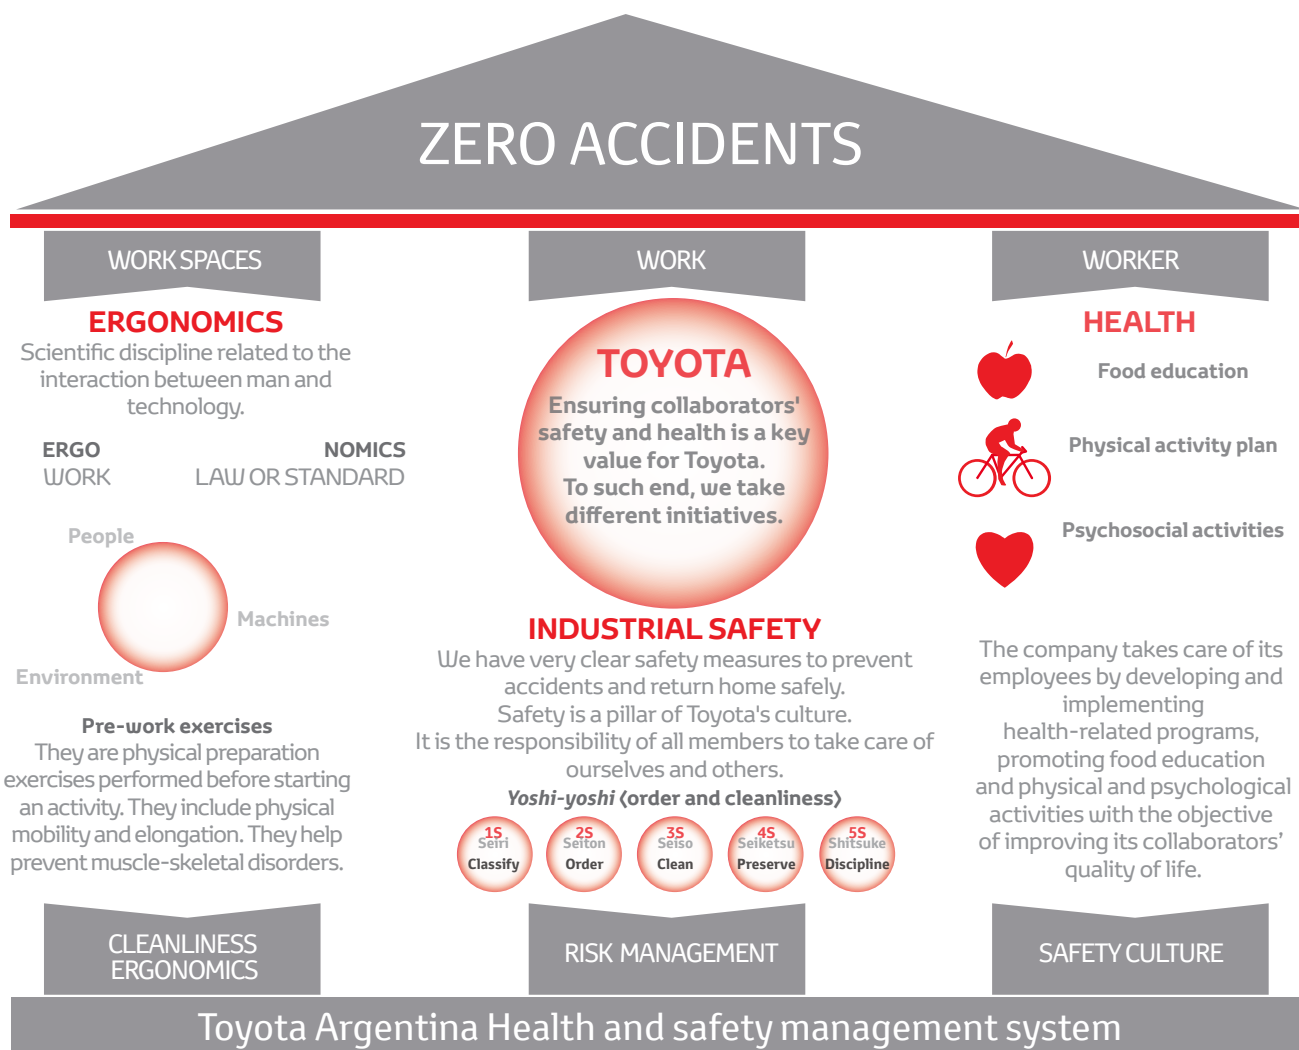 ZERO ACCIDENTS
WORK SPACES
ERGONOMICS
Scientific discipline related to the
interaction between man and
technology.
ERGO
NOMICS
WORK
LAW OR STANDARD
People
Machines
Environment
Pre-work exercises
They are physical preparation
exercises performed before starting
an activity. They include physical
mobility and elongation. They help
prevent muscle-skeletal disorders.
CLEANLINESS
ERGONOMICS
WORK
TOYOTA
Ensuring collaborators'
safety and health is a key
value for Toyota.
To such end, we take
different initiatives.
INDUSTRIAL SAFETY
We have very clear safety measures to prevent
accidents and return home safely.
Safety is a pillar of Toyota's culture.
It is the responsibility of all members to take care of
ourselves and others.
Yoshi-yoshi (order and cleanliness)
1S
Seiri
Classify
2S
Seiton
Order
3S
Seiso
Clean
4S
Seiketsu
Preserve
5S
Shitsuke
Discipline
RISK MANAGEMENT
WORKER
HEALTH
Food education
Physical activity plan
Psychosocial activities
The company takes care of its
employees by developing and
implementing
health-related programs,
promoting food education
and physical and psychological
activities with the objective
of improving its collaborators’
quality of life.
SAFETY CULTURE
Toyota Argentina Health and safety management system